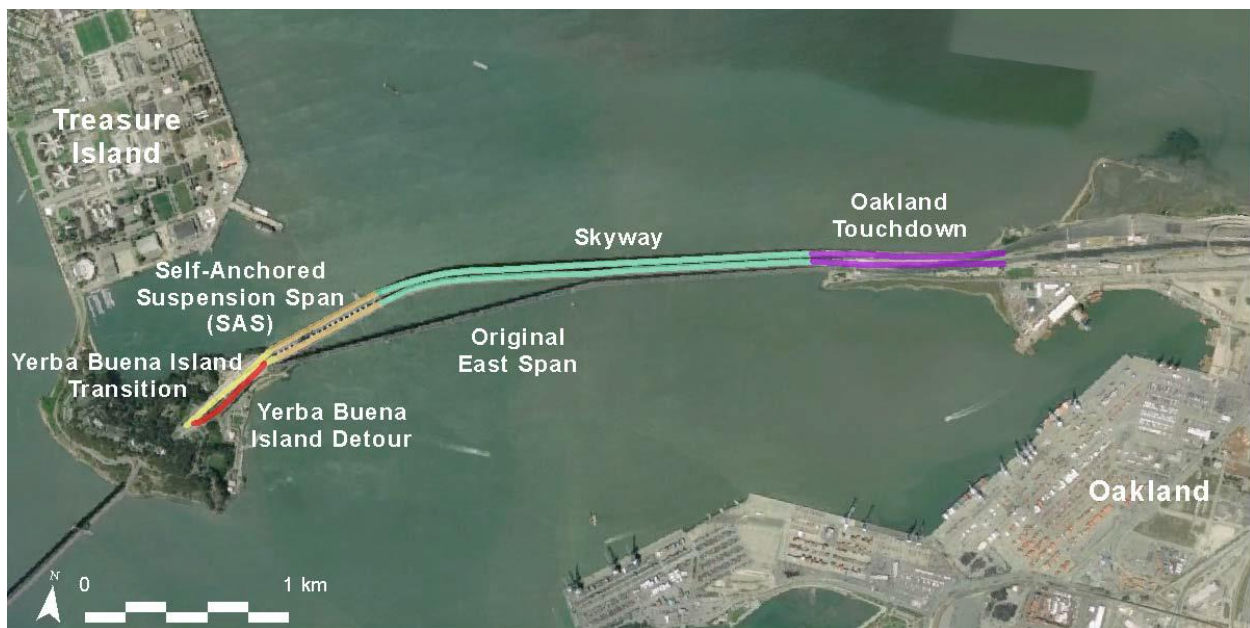 Treasure
Island
Oakland
Touchdown
Skyway
Self-Anchored
Suspension Span
(SAS)
Original
East Span
Yerba Buena Island
Transition
Yerba Buena
Island Detour
Oakland
N
0
1 km